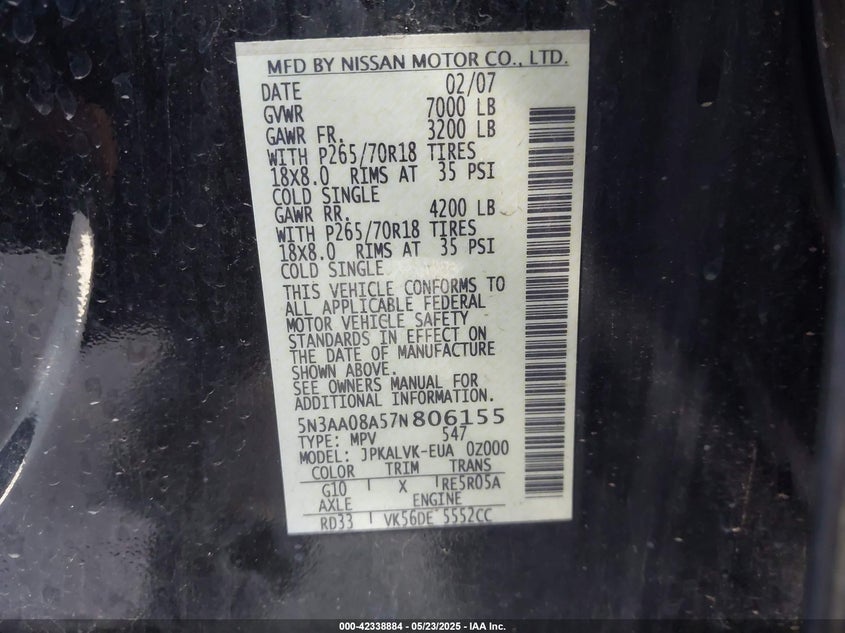 MFD BY NISSAN MOTOR CO., LTD.
DATE 02/07
GVWR 7000 LB
GAWR FR. 3200 LB
WITH P265/70R18 TIRES
18X8.0 RIMS AT 35 PSI
COLD SINGLE
GAWR RR. 4200 LB
WITH P265/70R18 TIRES
18X8.0 RIMS AT 35 PSI
COLD SINGLE
THIS VEHICLE CONFORMS TO
ALL APPLICABLE FEDERAL
MOTOR VEHICLE SAFETY
STANDARDS IN EFFECT ON
THE DATE OF MANUFACTURE
SHOWN ABOVE.
SEE OWNERS MANUAL FOR
ADDITIONAL INFORMATION.
5N3AA08A57N806155
TYPE: MPV 547
MODEL: JPKALVK-EUA 0Z000
COLOR TRIM TRANS
G10 X RE5R05A
AXLE ENGINE
RD33 VK56DE 5552CC
000-42338884 - 05/23/2025 - IAA Inc.